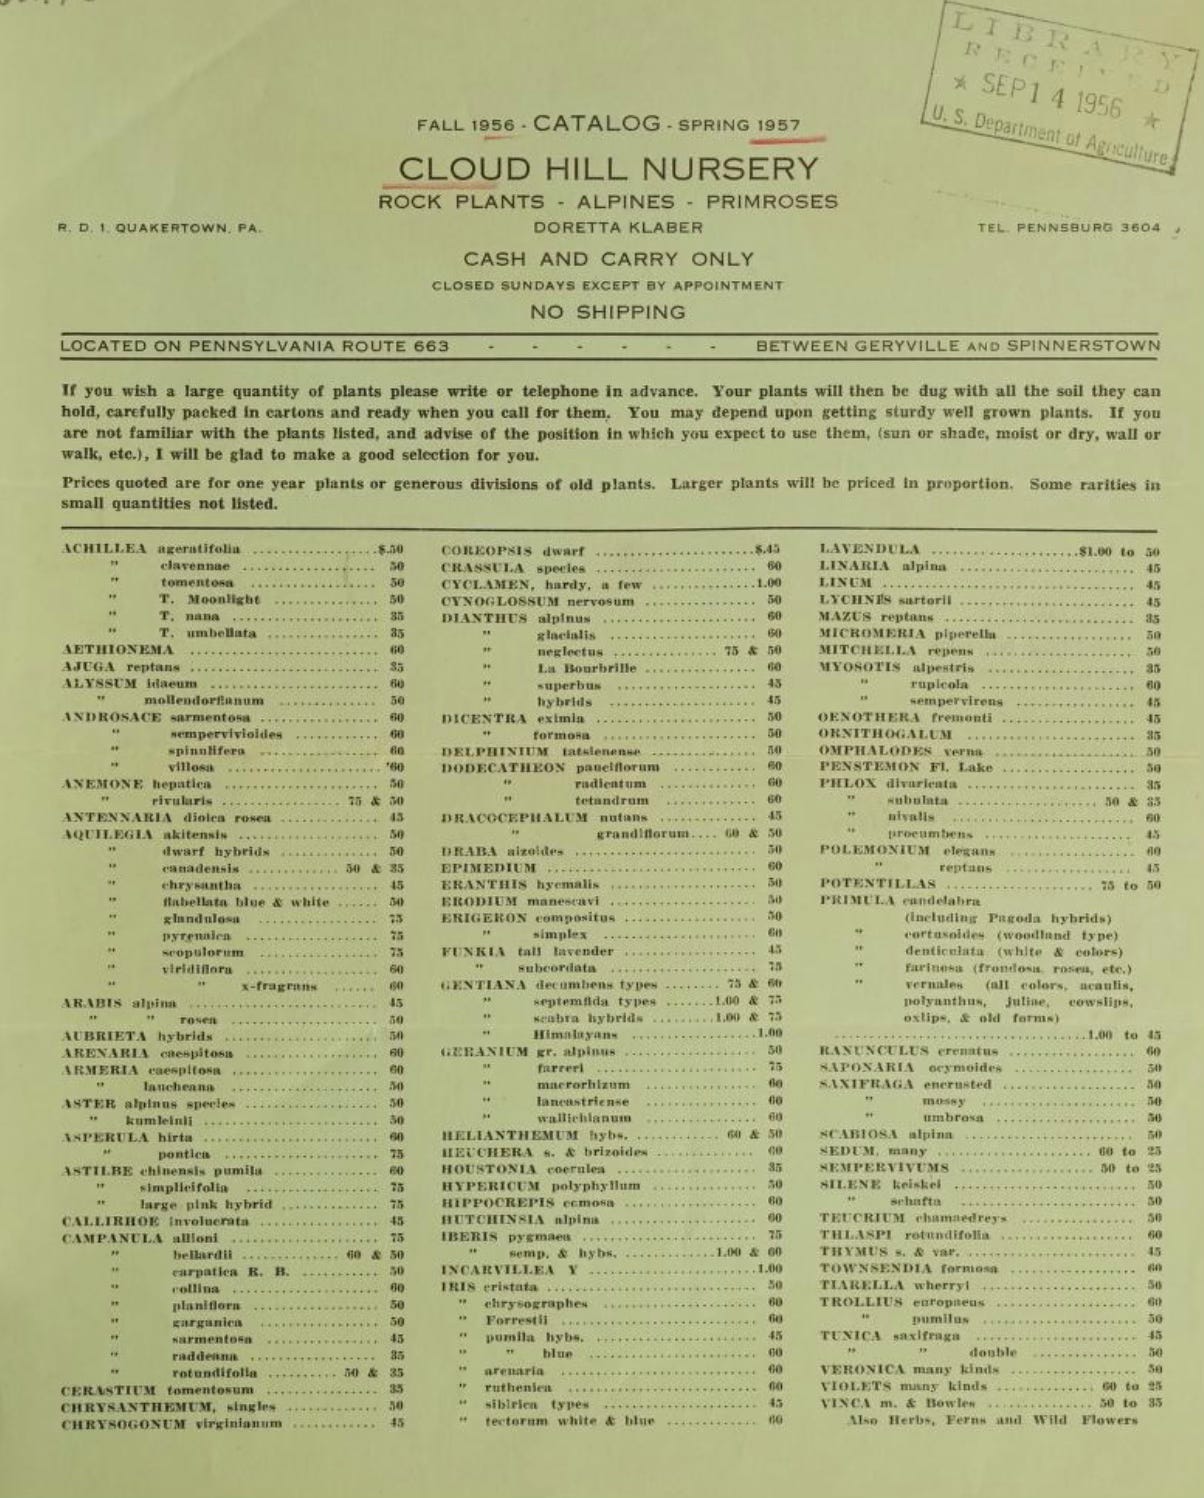 LIBRARY
RECEIVED
★ SEP 14 1956 ★
U. S. Department of Agriculture
FALL 1956 - CATALOG - SPRING 1957
CLOUD HILL NURSERY
ROCK PLANTS - ALPINES - PRIMROSES
R. D. 1, QUAKERTOWN, PA. DORETTA KLABER TEL. PENNSBURG 3604
CASH AND CARRY ONLY
CLOSED SUNDAYS EXCEPT BY APPOINTMENT
NO SHIPPING
LOCATED ON PENNSYLVANIA ROUTE 663 - - - - - - BETWEEN GERYVILLE AND SPINNERSTOWN
If you wish a large quantity of plants please write or telephone in advance. Your plants will then be dug with all the soil they can
hold, carefully packed in cartons and ready when you call for them. You may depend upon getting sturdy well grown plants. If you
are not familiar with the plants listed, and advise of the position in which you expect to use them, (sun or shade, moist or dry, wall or
walk, etc.), I will be glad to make a good selection for you.
Prices quoted are for one year plants or generous divisions of old plants. Larger plants will be priced in proportion. Some rarities in
small quantities not listed.
ACHILLEA ageratifolia ..................$.50
" clavennae ..................... 50
" tomentosa .................. 50
" T. Moonlight ............... 50
" T. nana ..................... 35
" T. umbellata ............... 35
AETHIONEMA ........................... 60
AJUGA reptans ........................ 35
ALYSSUM idaeum ..................... 60
" mollendorfianum ............ 50
ANDROSACE sarmentosa ............... 60
" sempervivioides ............ 60
" spinulifera ............... 60
" villosa ..................... '60
ANEMONE hepatica ..................... 50
" rivularis ............... 75 & 50
ANTENNARIA dioica rosea ............ 45
AQUILEGIA akitensis .................. 50
" dwarf hybrids ............ 50
" canadensis ............ 50 & 35
" chrysantha ............... 45
" flabellata blue & white ...... 50
" glandulosa ............... 75
" pyrenaica ............... 75
" scopulorum ............... 75
" viridiflora ............... 60
" " x-fragrans ...... 60
ARABIS alpina ........................ 45
" " rosea .................. 50
AUBRIETA hybrids ..................... 50
ARENARIA caespitosa .................. 60
ARMERIA caespitosa .................. 60
" laucheana .................. 50
ASTER alpinus species ............... 50
" kumleinii ..................... 50
ASPERULA hirta ..................... 60
" pontica ..................... 75
ASTILBE chinensis pumila ............ 60
" simplicifolia ............... 75
" large pink hybrid ............ 75
CALLIRHOE involucrata ............... 45
CAMPANULA allioni .................. 75
" bellardii ............ 60 & 50
" carpatica R. B. ......... 50
" collina .................. 60
" planiflora ............... 50
" garganica ............... 50
" sarmentosa ............... 45
" raddeana .................. 35
" rotundifolia ......... 50 & 35
CERASTIUM tomentosum ............... 35
CHRYSANTHEMUM, singles ............ 50
CHRYSOGONUM virginianum ............ 45
COREOPSIS dwarf .....................$.45
CRASSULA species ..................... 60
CYCLAMEN, hardy, a few ...............1.00
CYNOGLOSSUM nervosum ............... 50
DIANTHUS alpinus ..................... 60
" glacialis .................. 60
" neglectus ............ 75 & 50
" La Bourbrille ............... 60
" superbus .................. 45
" hybrids ..................... 45
DICENTRA eximia ..................... 50
" formosa ..................... 50
DELPHINIUM tatsienense ............ 50
DODECATHEON pauciflorum ............ 60
" radicatum ............ 60
" tetandrum ............ 60
DRACOCEPHALUM nutans ............ 45
" grandiflorum.... 60 & 50
DRABA aizoides ..................... 50
EPIMEDIUM ........................... 60
ERANTHIS hyemalis .................. 50
ERODIUM manescavi .................. 50
ERIGERON compositus ............... 50
" simplex ..................... 60
FUNKIA tall lavender ............... 45
" subcordata .................. 75
GENTIANA decumbens types ........ 75 & 60
" septemfida types .......1.00 & 75
" scabra hybrids .........1.00 & 75
" Himalayans ...............1.00
GERANIUM gr. alpinus ............... 50
" farreri ..................... 75
" macrorhizum ............... 60
" lancastriense ............... 60
" wallichianum ............... 60
HELIANTHEMUM hybs. ............ 60 & 50
HEUCHERA s. & brizoides ............ 60
HOUSTONIA coerulea .................. 35
HYPERICUM polyphyllum ............ 50
HIPPOCREPIS comosa ............... 60
HUTCHINSIA alpina .................. 60
IBERIS pygmaea ..................... 75
" semp. & hybs. ............1.00 & 60
INCARVILLEA Y .....................1.00
IRIS cristata ........................ 50
" chrysographes .................. 60
" Forrestii ........................ 60
" pumila hybs. .................. 45
" " blue ..................... 60
" arenaria ........................ 60
" ruthenica ..................... 60
" sibirica types .................. 45
" tectorum white & blue ............ 60
LAVENDULA .....................$1.00 to 50
LINARIA alpina ..................... 45
LINUM ................................. 45
LYCHNIS sartorii ..................... 45
MAZUS reptans ........................ 35
MICROMERIA piperella ............... 50
MITCHELLA repens .................. 50
MYOSOTIS alpestris .................. 35
" rupicola ..................... 60
" sempervirens ............... 45
OENOTHERA fremonti ............... 45
ORNITHOGALUM ..................... 35
OMPHALODES verna .................. 50
PENSTEMON Fl. Lake ............... 50
PHLOX divaricata ..................... 35
" subulata .................. 50 & 35
" nivalis ........................ 60
" procumbens ..................... 45
POLEMONIUM elegans ............... 60
" reptans .................. 45
POTENTILLAS .................. 75 to 50
PRIMULA candelabra
(including Pagoda hybrids)
" cortusoides (woodland type)
" denticulata (white & colors)
" farinosa (frondosa, rosea, etc.)
" vernales (all colors, acaulis,
polyanthus, Juliae, cowslips,
oxlips, & old forms)
..............................1.00 to 45
RANUNCULUS crenatus ............... 60
SAPONARIA ocymoides ............... 50
SAXIFRAGA encrusted ............... 50
" mossy ..................... 50
" umbrosa ..................... 50
SCABIOSA alpina ..................... 50
SEDUM, many .................. 60 to 25
SEMPERVIVUMS .................. 50 to 25
SILENE keiskei ..................... 50
" schafta ..................... 50
TEUCRIUM chamaedreys ............... 50
THLASPI rotundifolia ............... 60
THYMUS s. & var. .................. 45
TOWNSENDIA formosa ............... 60
TIARELLA wherryi .................. 50
TROLLIUS europaeus .................. 60
" pumilus ..................... 50
TUNICA saxifraga ..................... 45
" " double ............... 50
VERONICA many kinds ............... 50
VIOLETS many kinds ............ 60 to 25
VINCA m. & Bowles ............... 50 to 35
Also Herbs, Ferns and Wild Flowers